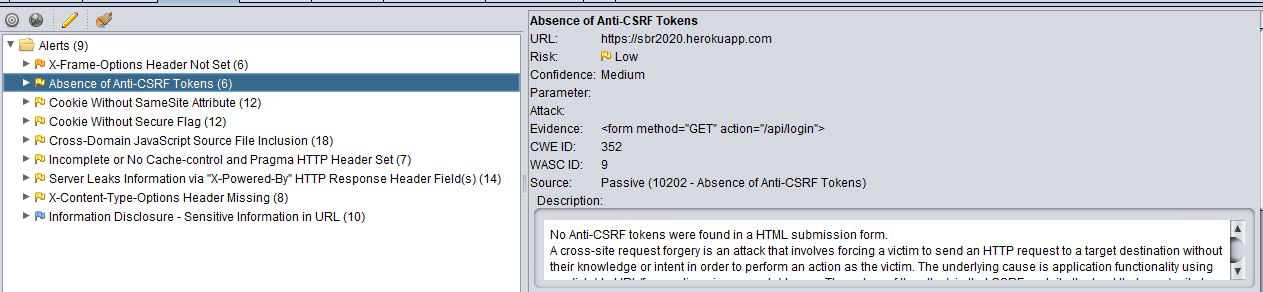 Alerts (9)
X-Frame-Options Header Not Set (6)
Absence of Anti-CSRF Tokens (6)
Cookie Without SameSite Attribute (12)
Cookie Without Secure Flag (12)
Cross-Domain JavaScript Source File Inclusion (18)
Incomplete or No Cache-control and Pragma HTTP Header Set (7)
Server Leaks Information via "X-Powered-By" HTTP Response Header Field(s) (14)
X-Content-Type-Options Header Missing (8)
Information Disclosure - Sensitive Information in URL (10)
Absence of Anti-CSRF Tokens
URL: https://sbr2020.herokuapp.com
Risk: Low
Confidence: Medium
Parameter:
Attack:
Evidence: <form method="GET" action="/api/login">
CWE ID: 352
WASC ID: 9
Source: Passive (10202 - Absence of Anti-CSRF Tokens)
Description:
No Anti-CSRF tokens were found in a HTML submission form.
A cross-site request forgery is an attack that involves forcing a victim to send an HTTP request to a target destination without
their knowledge or intent in order to perform an action as the victim. The underlying cause is application functionality using